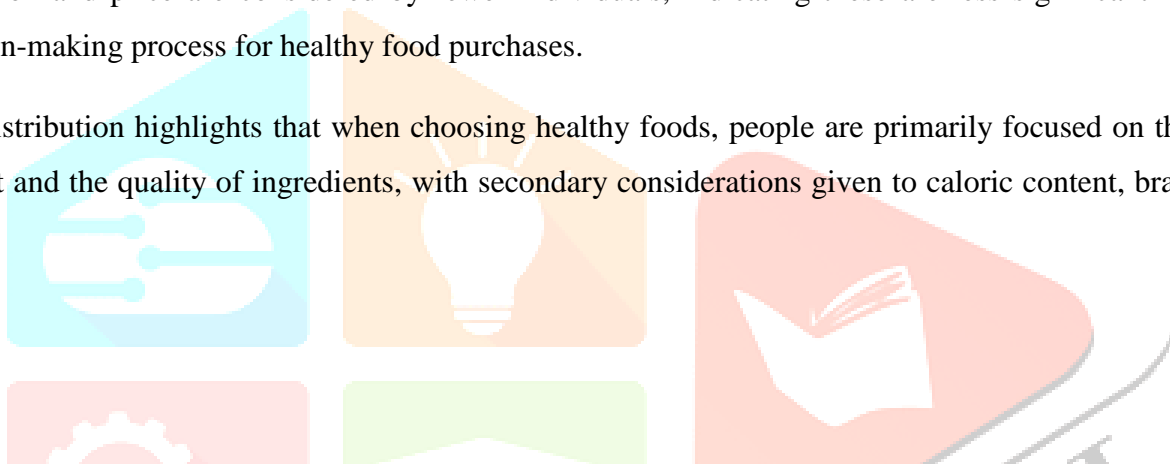 n-making process for healthy food purchases.
stribution highlights that when choosing healthy foods, people are primarily focused on th
t and the quality of ingredients, with secondary considerations given to caloric content, bra